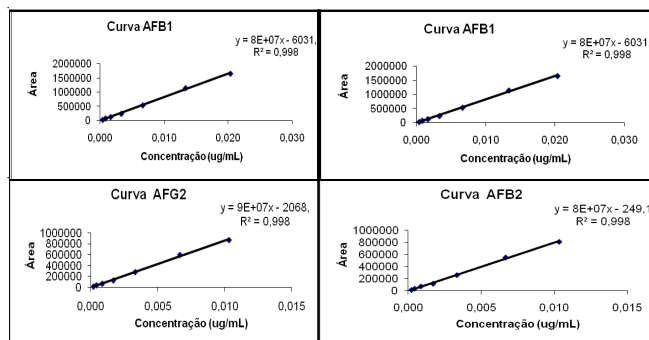 Curva AFB1
y = 8E+07x - 6031,
R² = 0,998
Área
2000000
1500000
1000000
500000
0
0,000
0,010
0,020
0,030
Concentração (ug/mL)
Curva AFB1
y = 8E+07x - 6031
R² = 0,998
Área
2000000
1500000
1000000
500000
0
0,000
0,010
0,020
0,030
Concentração (ug/mL)
Curva AFG2
y = 9E+07x - 2068,
R² = 0,998
Área
1000000
800000
600000
400000
200000
0
0,000
0,005
0,010
0,015
Concentração (ug/mL)
Curva AFB2
y = 8E+07x - 249,1
R² = 0,998
Área
1000000
800000
600000
400000
200000
0
0,000
0,005
0,010
0,015
Concentração (ug/mL)